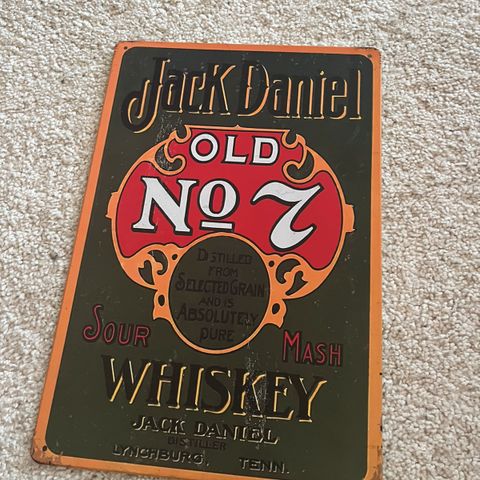 Jack Daniel
OLD
No 7
DISTILLED
FROM
SELECTED GRAIN
AND IS
ABSOLUTELY
PURE
SOUR MASH
WHISKEY
JACK DANIEL
DISTILLER
LYNCHBURG, TENN.